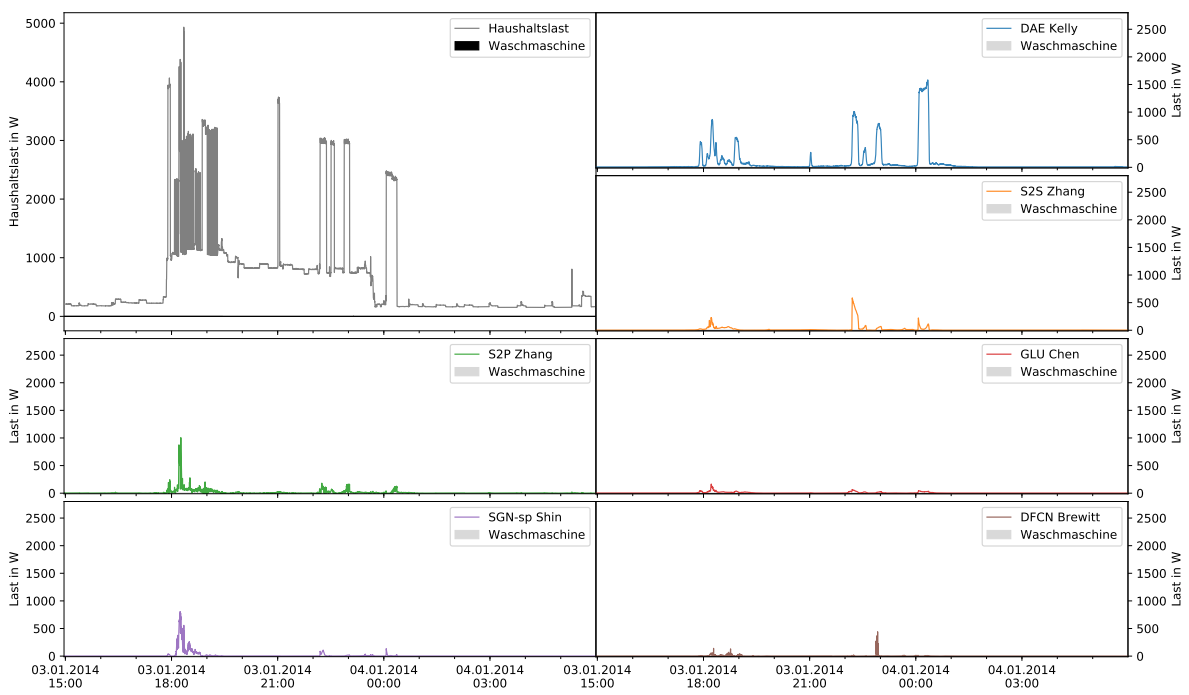 5000
4000
3000
2000
1000
0
Haushaltslast in W
Haushaltslast
Waschmaschine
DAE Kelly
Waschmaschine
2500
2000
1500
1000
500
0
Last in W
S2S Zhang
Waschmaschine
2500
2000
1500
1000
500
0
Last in W
2500
2000
1500
1000
500
0
Last in W
S2P Zhang
Waschmaschine
GLU Chen
Waschmaschine
2500
2000
1500
1000
500
0
Last in W
2500
2000
1500
1000
500
0
Last in W
SGN-sp Shin
Waschmaschine
DFCN Brewitt
Waschmaschine
2500
2000
1500
1000
500
0
Last in W
03.01.2014 03.01.2014 03.01.2014 04.01.2014 04.01.2014 03.01.2014 03.01.2014 03.01.2014 04.01.2014 04.01.2014
15:00 18:00 21:00 00:00 03:00 15:00 18:00 21:00 00:00 03:00